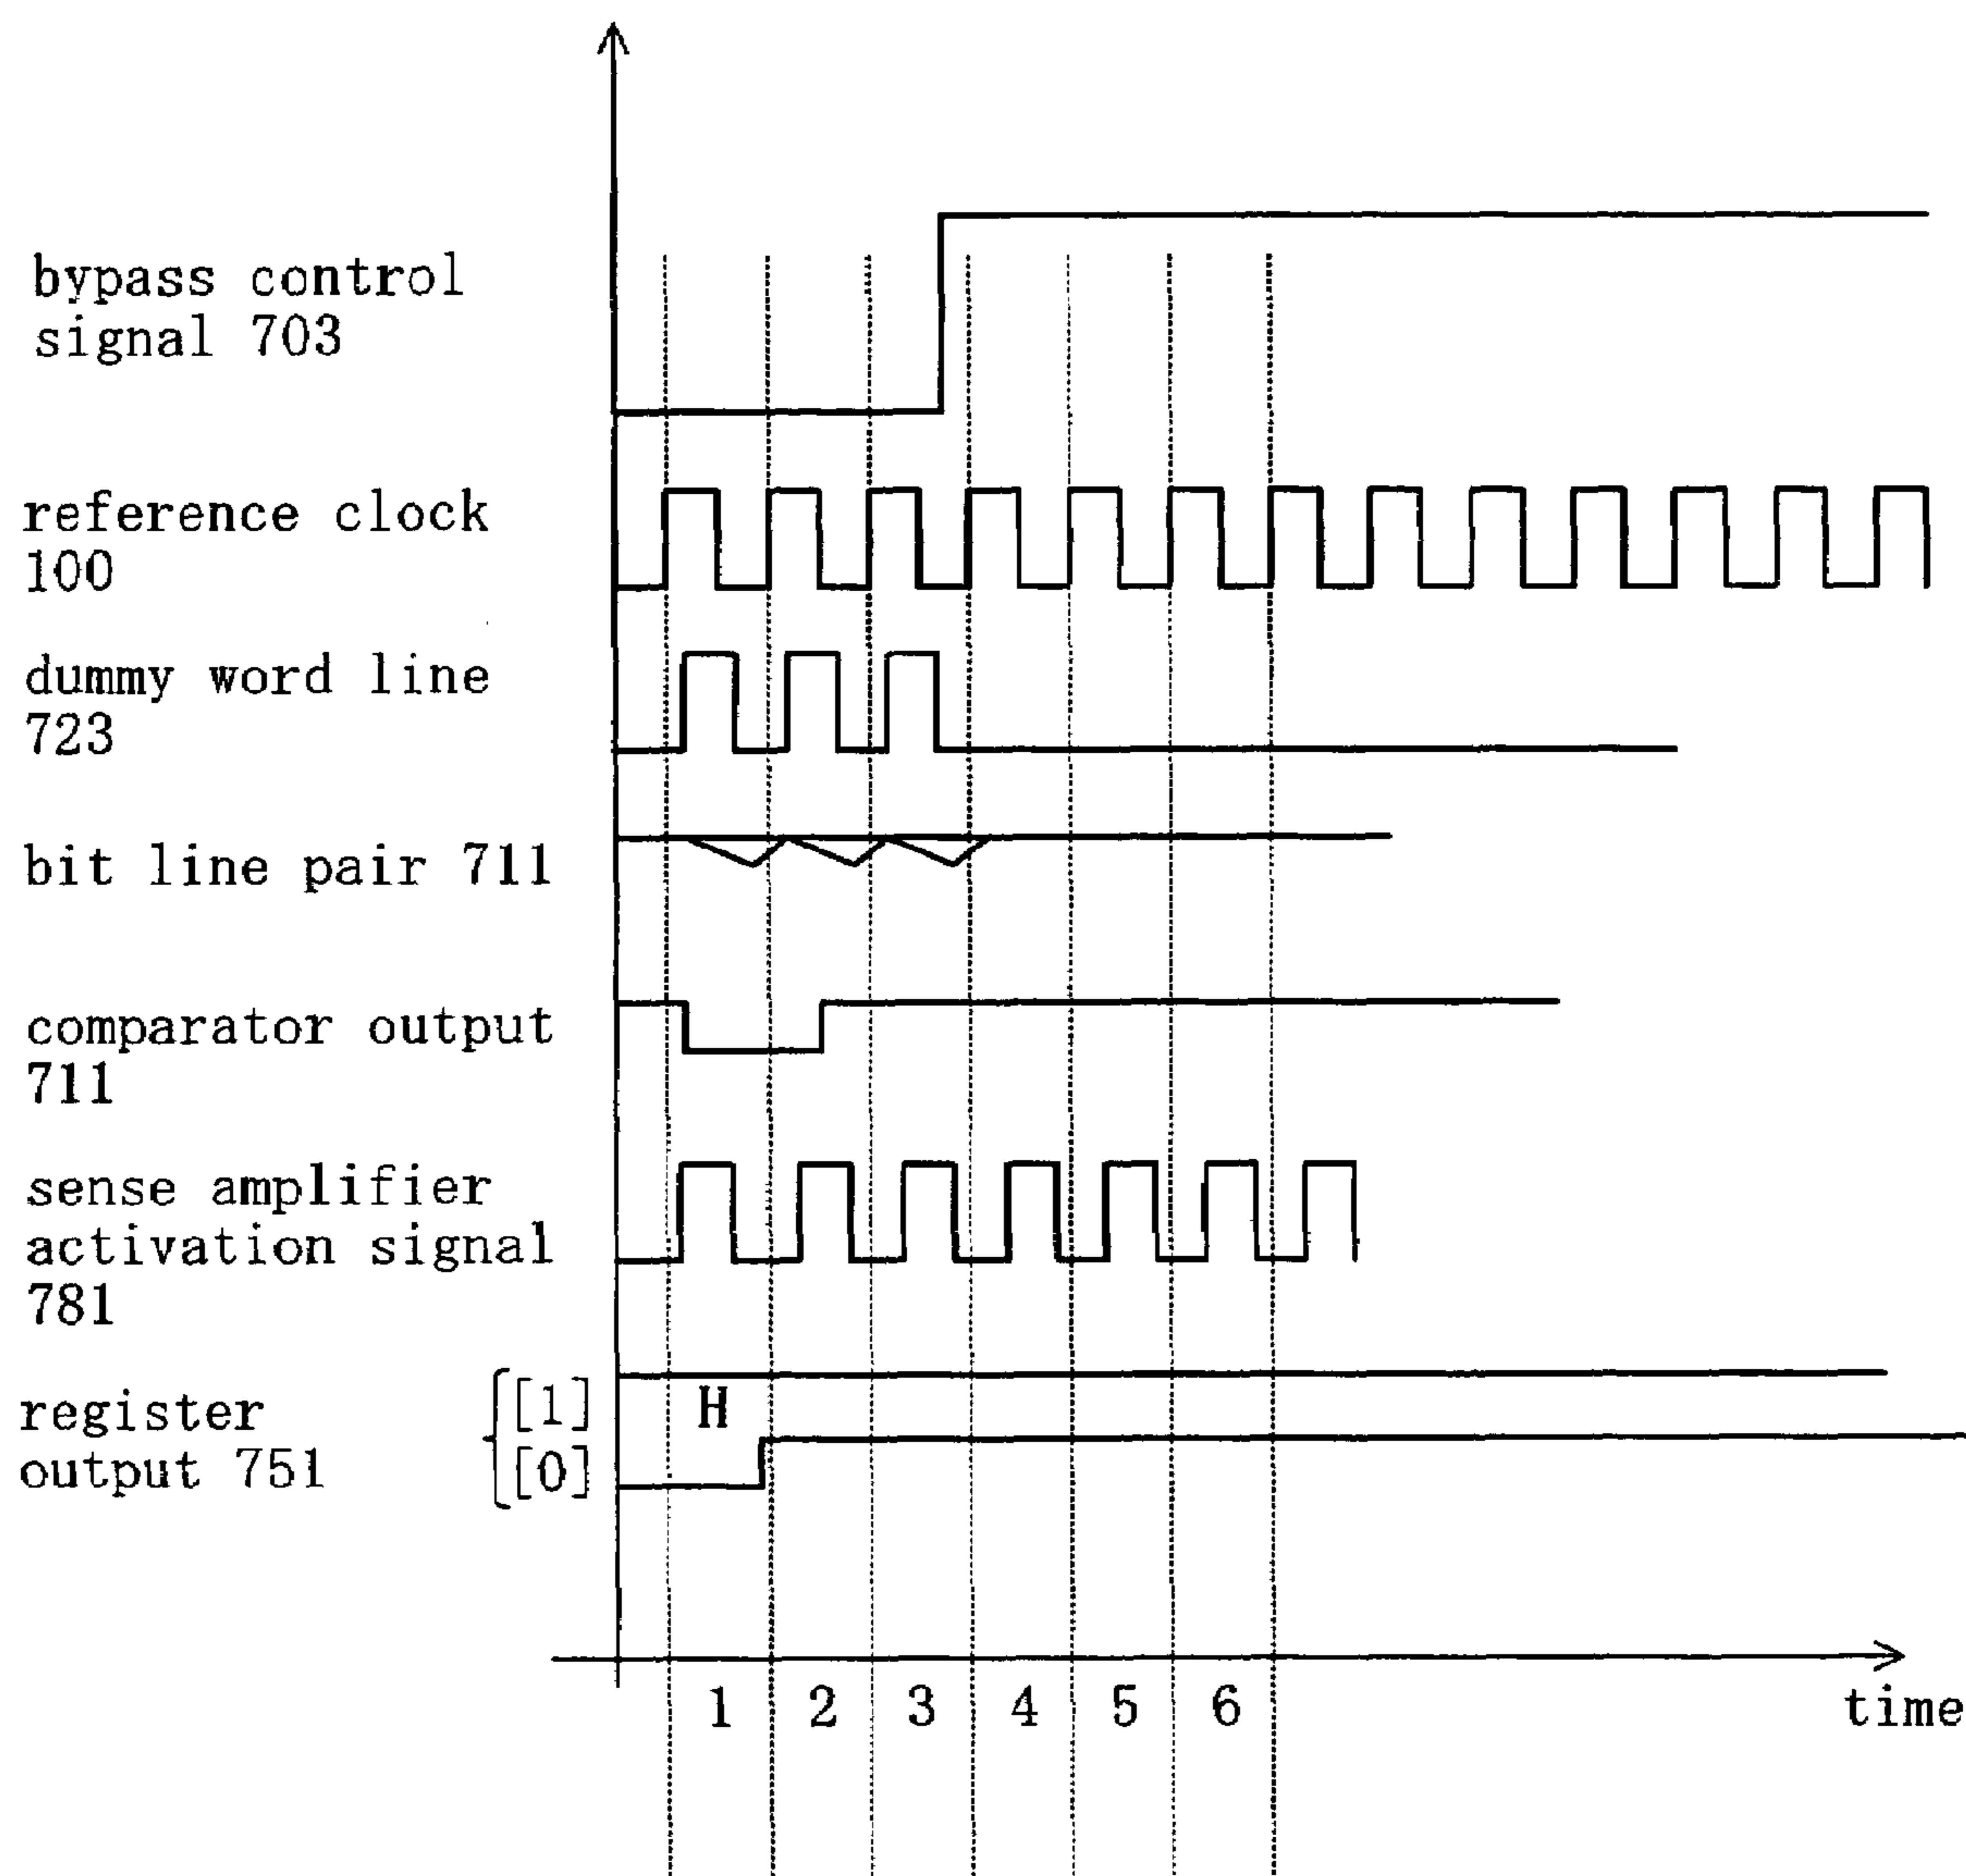 bypass control
signal 703
reference clock
100
dummy word line
723
bit line pair 711
comparator output
711
sense amplifier
activation signal
781
register
output 751
[1]
[0]
H
1 2 3 4 5 6
time